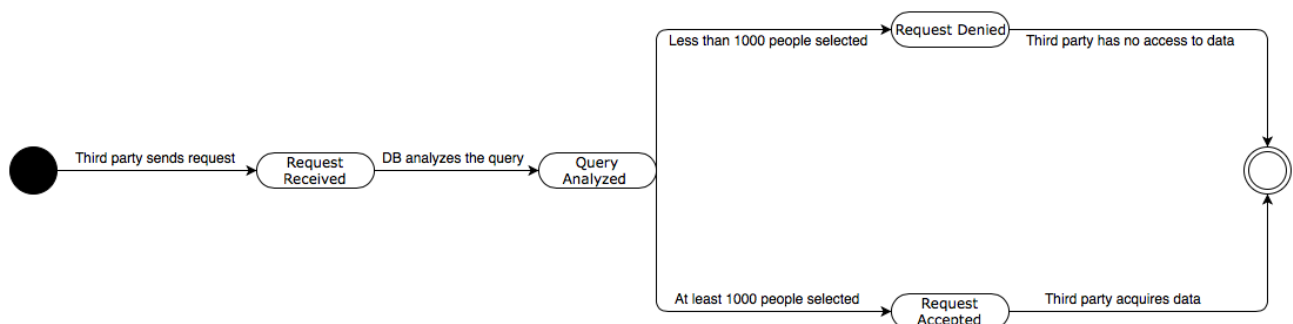 Request Denied
Less than 1000 people selected
Third party has no access to data
Third party sends request
Request
Received
DB analyzes the query
Query
Analyzed
At least 1000 people selected
Request
Accepted
Third party acquires data